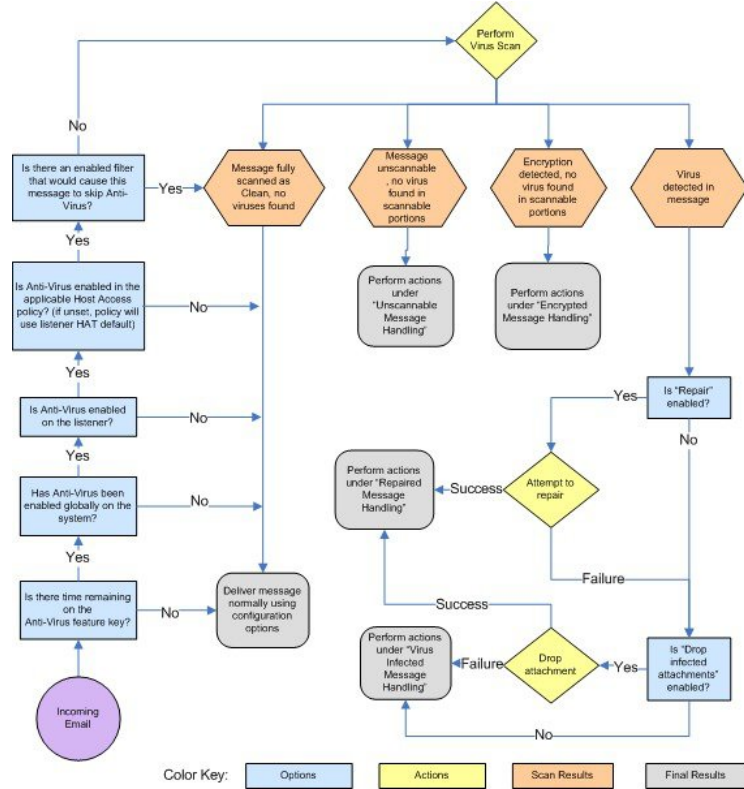 Perform
Virus Scan
No
Is there an enabled filter
that would cause this
message to skip Anti-
Virus?
Yes
Message fully
scanned as
Clean, no
viruses found
Message
unscannable
, no virus
found in
scannable
portions
Encryption
detected, no
virus found
in scannable
portions
Virus
detected in
message
Yes
Is Anti-Virus enabled in the
applicable Host Access
policy? (if unset, policy will
use listener HAT default)
No
Perform actions
under
"Unscannable
Message
Handling"
Perform actions
under "Encrypted
Message Handling"
Yes
Is Anti-Virus enabled
on the listener?
No
Yes
Is "Repair"
enabled?
No
Yes
Has Anti-Virus been
enabled globally on the
system?
No
Perform actions
under "Repaired
Message
Handling"
Success
Attempt to
repair
Yes
Failure
Is there time remaining
on the
Anti-Virus feature key?
No
Deliver message
normally using
configuration
options
Success
Perform actions
under "Virus
Infected
Message
Handling"
Failure
Drop
attachment
Yes
Is "Drop
infected
attachments"
enabled?
No
Incoming
Email
Color Key:
Options
Actions
Scan Results
Final Results